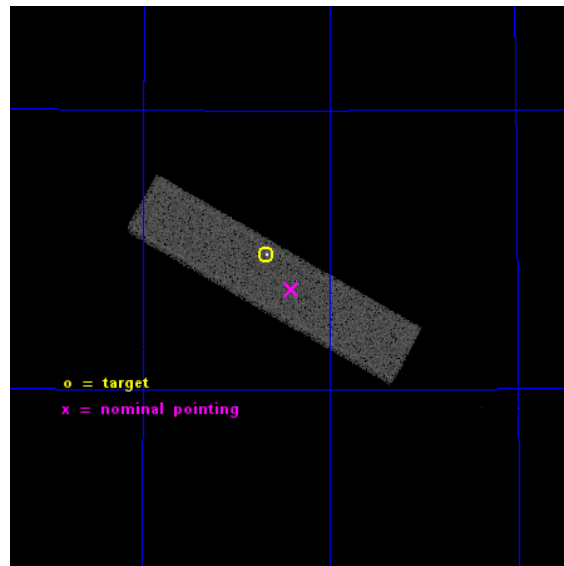 o = target
x = nominal pointing